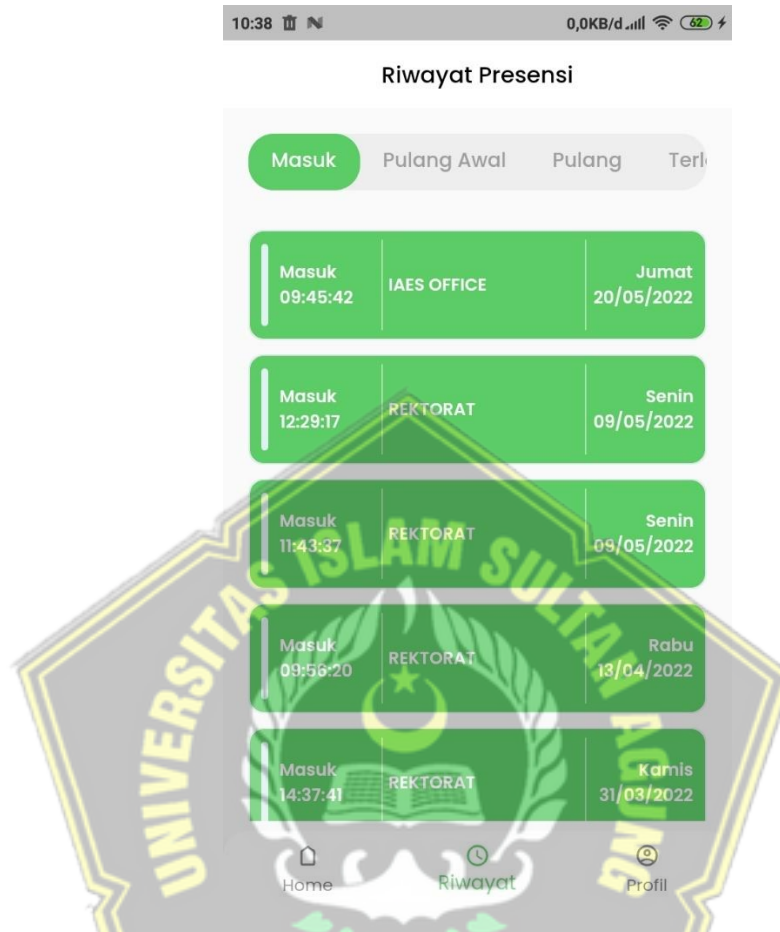 10:38 0,0KB/d 62
Riwayat Presensi
Masuk Pulang Awal Pulang Terl
Masuk
09:45:42
IAES OFFICE
Jumat
20/05/2022
Masuk
12:29:17
REKTORAT
Senin
09/05/2022
Masuk
11:43:37
REKTORAT
Senin
09/05/2022
Masuk
09:56:20
REKTORAT
Rabu
13/04/2022
Masuk
14:37:41
REKTORAT
Kamis
31/03/2022
Home Riwayat Profil
UNIVERSITAS ISLAM SULTAN AGUNG